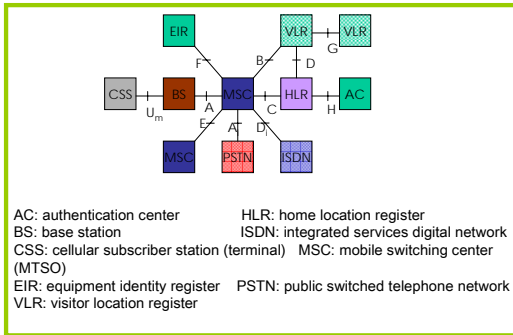 EIR VLR VLR
F B G
D
CSS BS MSC HLR AC
Um A C H
E Ai Di
MSC PSTN ISDN
AC: authentication center HLR: home location register
BS: base station ISDN: integrated services digital network
CSS: cellular subscriber station (terminal) MSC: mobile switching center
(MTSO)
EIR: equipment identity register PSTN: public switched telephone network
VLR: visitor location register